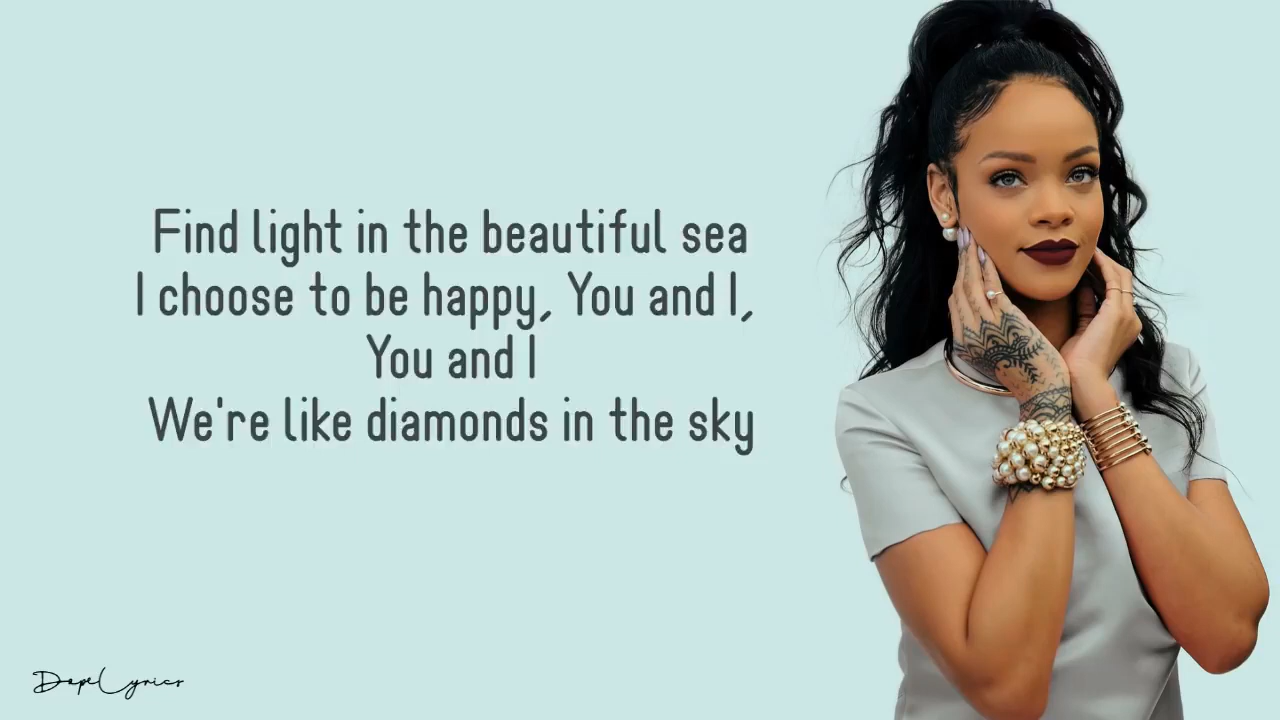 Find light in the beautiful sea
I choose to be happy, You and I,
You and I
We're like diamonds in the sky
DopeLyrics